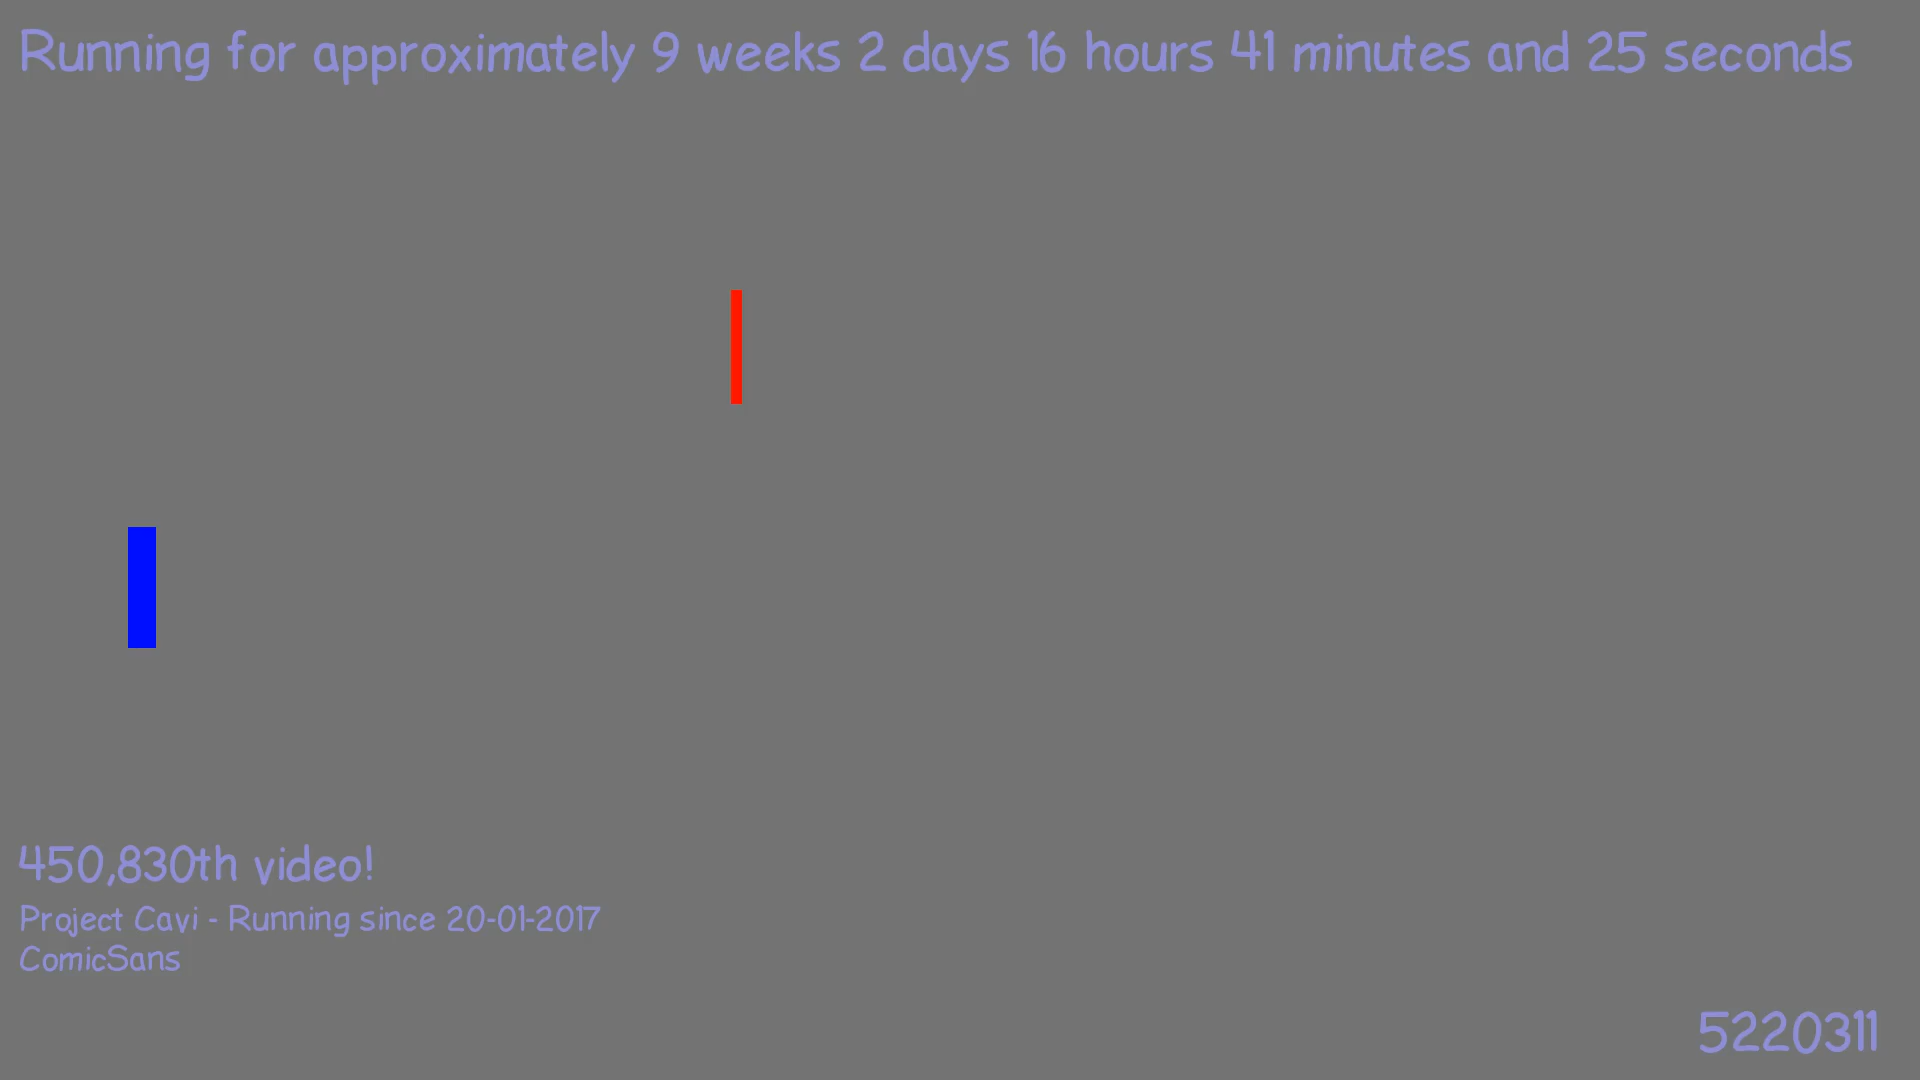 Running for approximately 9 weeks 2 days 16 hours 41 minutes and 25 seconds
450,830th video!
Project Cavi - Running since 20-01-2017
ComicSans
5220311